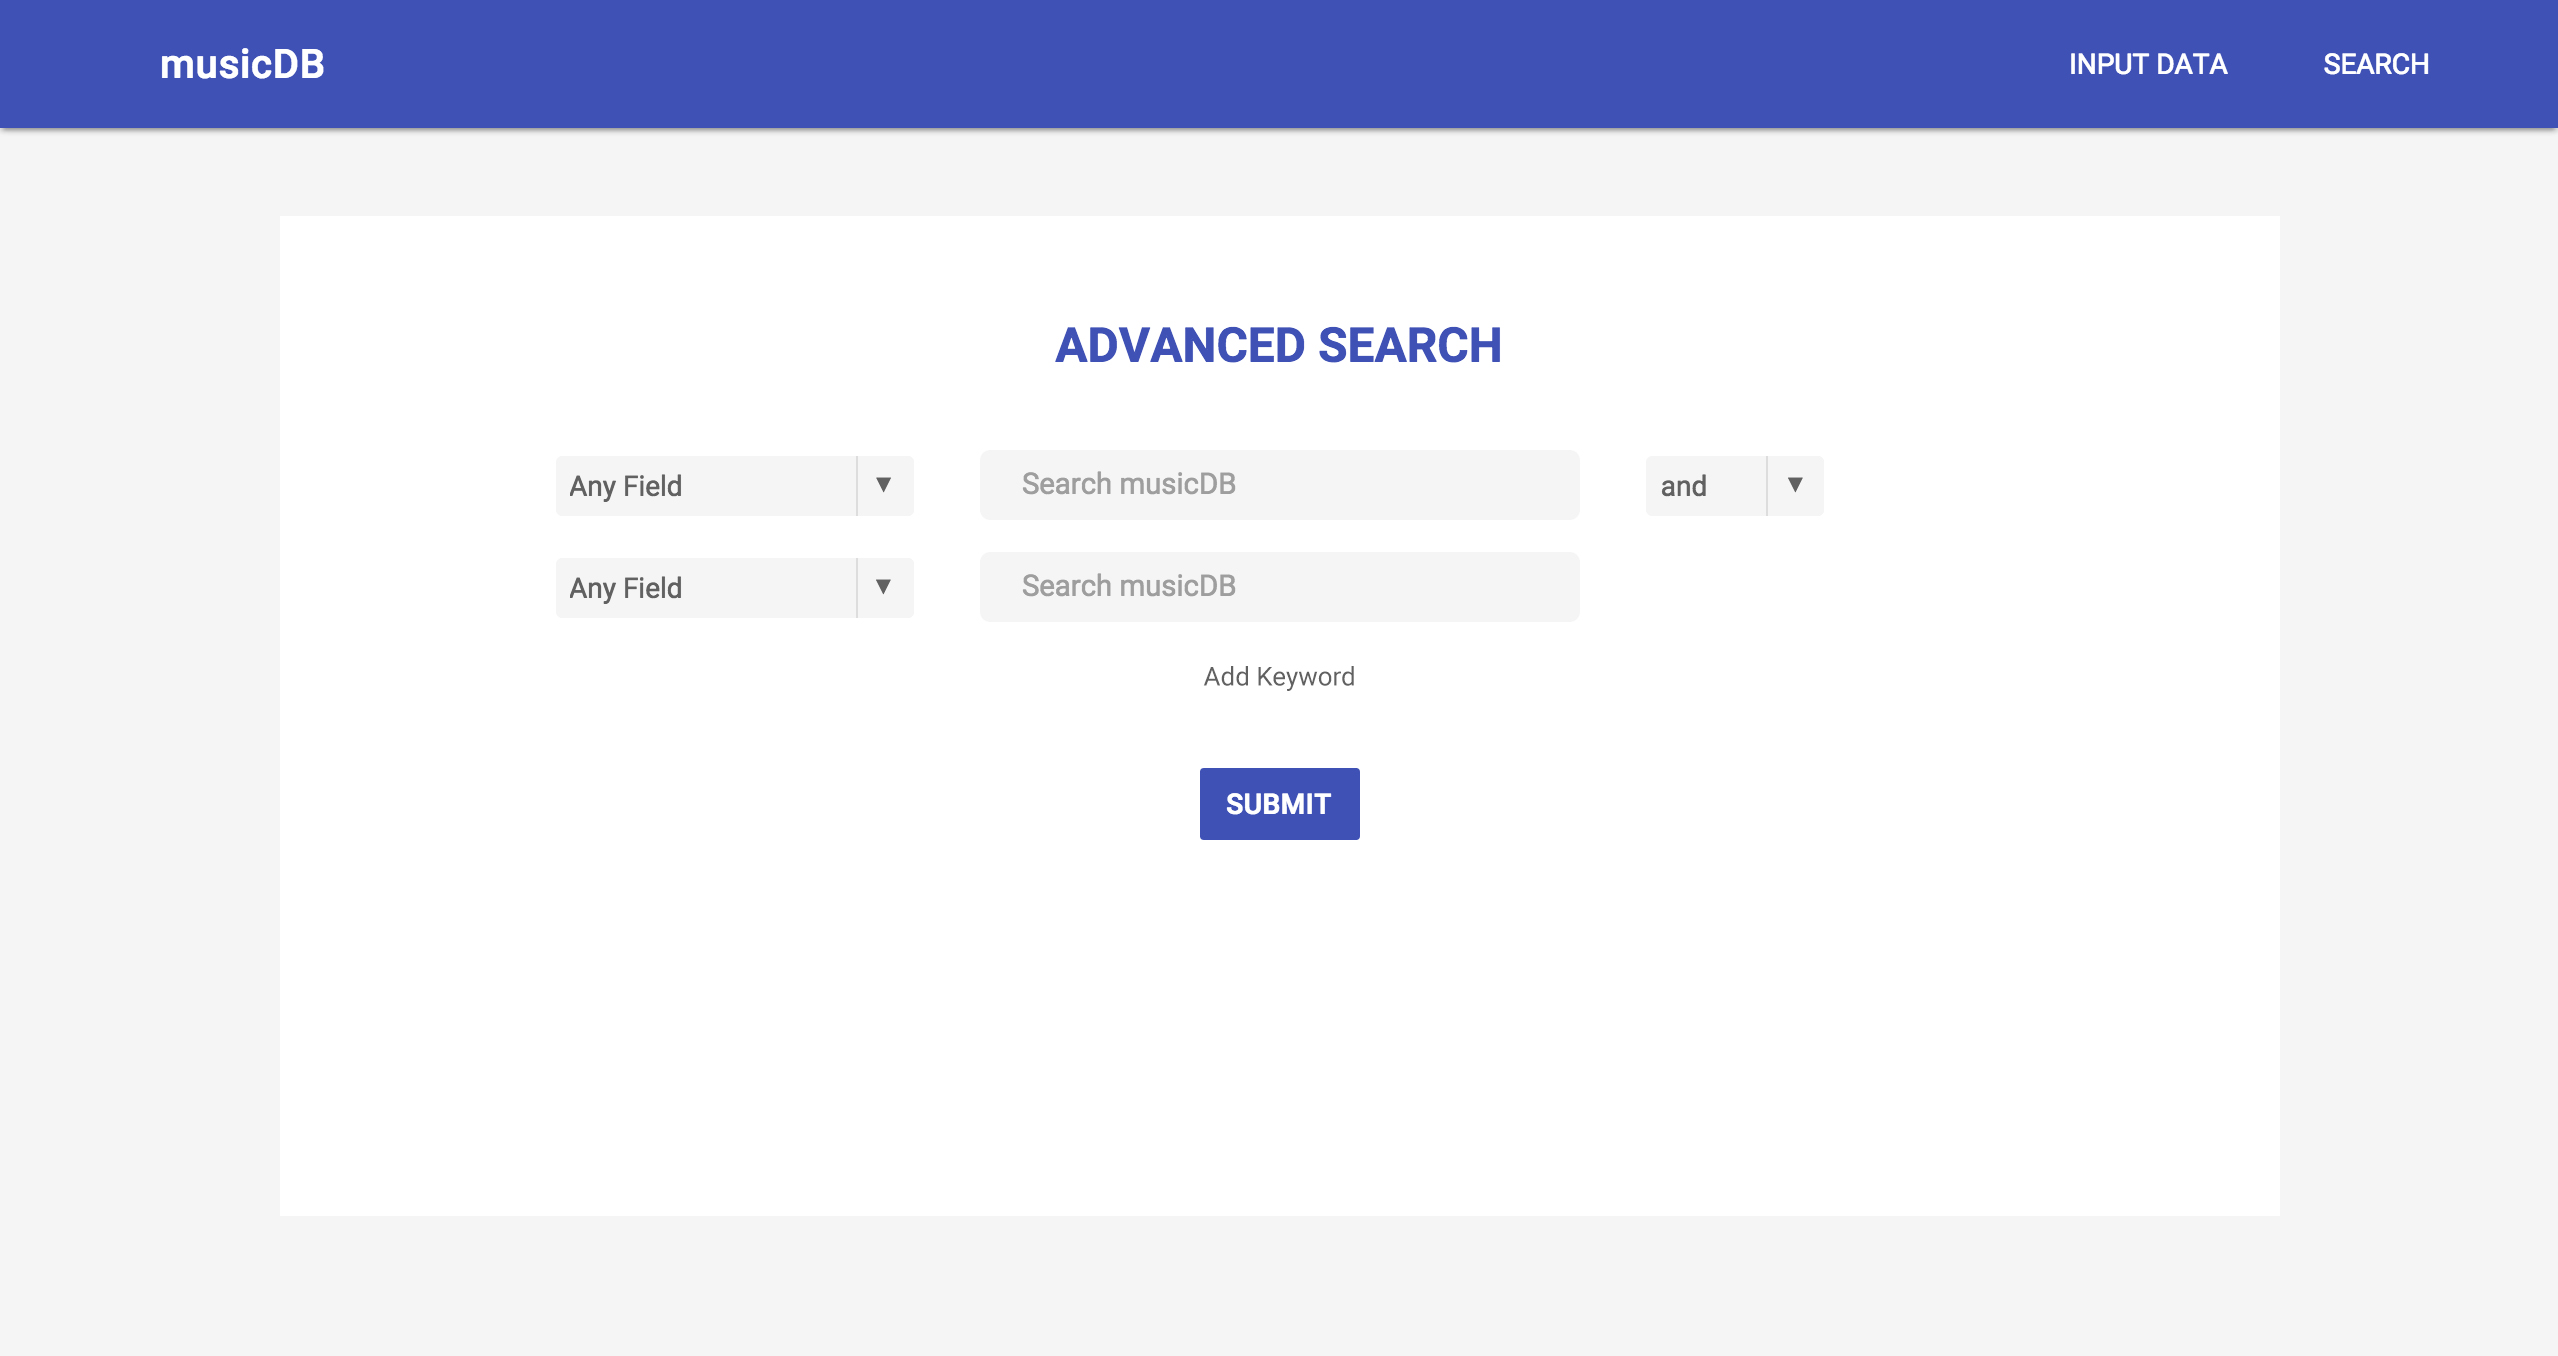 musicDB INPUT DATA SEARCH
ADVANCED SEARCH
Any Field ▼ Search musicDB and ▼
Any Field ▼ Search musicDB
Add Keyword
SUBMIT